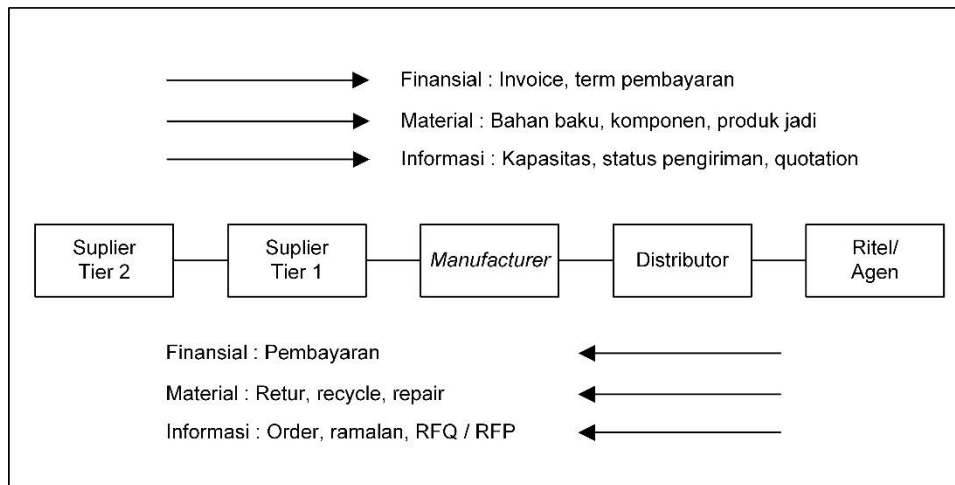 Finansial : Invoice, term pembayaran
Material : Bahan baku, komponen, produk jadi
Informasi : Kapasitas, status pengiriman, quotation
Suplier
Tier 2
Suplier
Tier 1
Manufacturer
Distributor
Ritel/
Agen
Finansial : Pembayaran
Material : Retur, recycle, repair
Informasi : Order, ramalan, RFQ / RFP